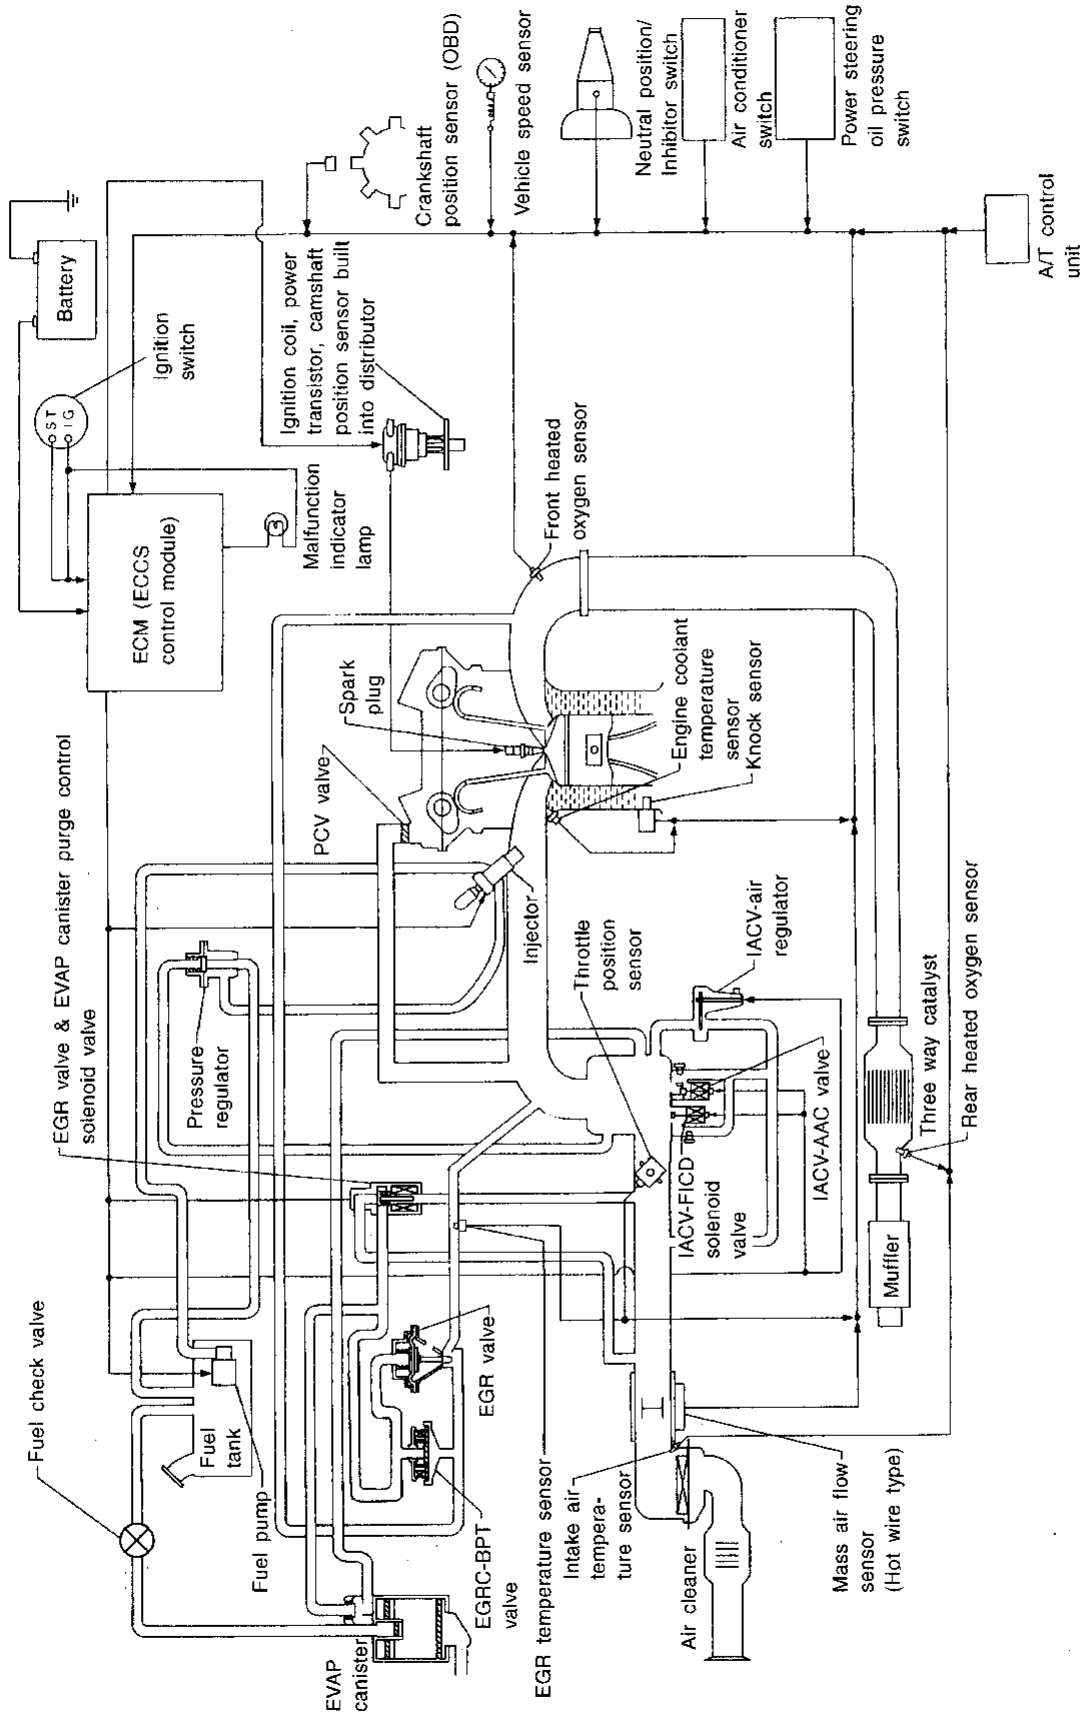 Battery
Ignition
switch
ST
IG
ECM (ECCS
control module)
Malfunction
indicator
lamp
Ignition coil, power
transistor, camshaft
position sensor built
into distributor
Crankshaft
position sensor (OBD)
Vehicle speed sensor
Neutral position/
Inhibitor switch
Air conditioner
switch
Power steering
oil pressure
switch
A/T control
unit
Front heated
oxygen sensor
Spark
plug
PCV valve
Engine coolant
temperature
sensor
Knock sensor
EGR valve & EVAP canister purge control
solenoid valve
Pressure
regulator
Injector
Throttle
position
sensor
IACV-air
regulator
IACV-AAC valve
IACV-FICD
solenoid
valve
Three way catalyst
Rear heated oxygen sensor
Muffler
Fuel check valve
Fuel
tank
Fuel pump
EGR valve
EGRC-BPT
valve
EVAP
canister
EGR temperature sensor
Intake air
tempera-
ture sensor
Air cleaner
Mass air flow
sensor
(Hot wire type)